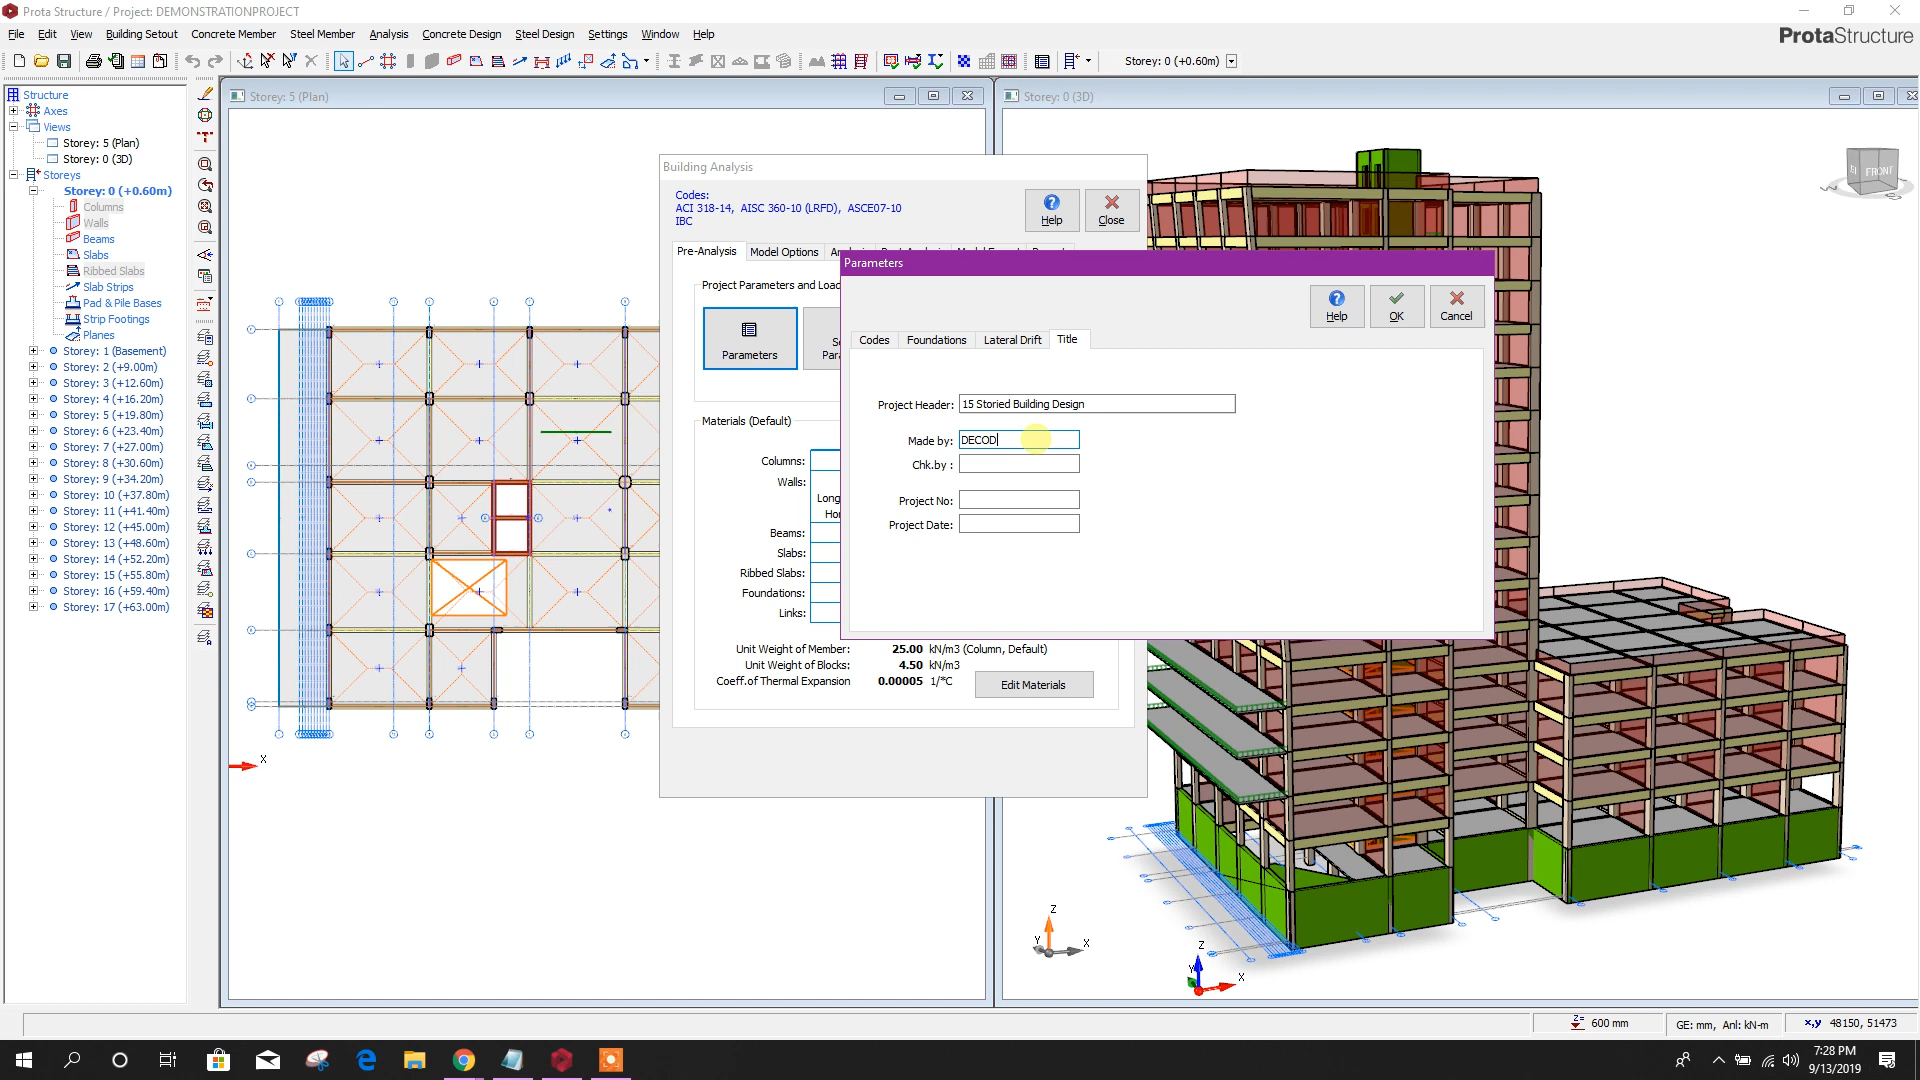 Prota Structure / Project: DEMONSTRATIONPROJECT
File Edit View Building Setout Concrete Member Steel Member Analysis Concrete Design Steel Design Settings Window Help
ProtaStructure
Storey: 0 (+0.60m)
Structure
Axes
Views
Storey: 5 (Plan)
Storey: 0 (3D)
Storeys
Storey: 0 (+0.60m)
Columns
Walls
Beams
Slabs
Ribbed Slabs
Slab Strips
Pad & Pile Bases
Strip Footings
Planes
Storey: 1 (Basement)
Storey: 2 (+9.00m)
Storey: 3 (+12.60m)
Storey: 4 (+16.20m)
Storey: 5 (+19.80m)
Storey: 6 (+23.40m)
Storey: 7 (+27.00m)
Storey: 8 (+30.60m)
Storey: 9 (+34.20m)
Storey: 10 (+37.80m)
Storey: 11 (+41.40m)
Storey: 12 (+45.00m)
Storey: 13 (+48.60m)
Storey: 14 (+52.20m)
Storey: 15 (+55.80m)
Storey: 16 (+59.40m)
Storey: 17 (+63.00m)
Storey: 5 (Plan)
X
Storey: 0 (3D)
FRONT
Z
Y
X
Z
Y
X
Building Analysis
Codes:
ACI 318-14, AISC 360-10 (LRFD), ASCE07-10
IBC
Help
Close
Pre-Analysis
Model Options
Project Parameters and Loa
Parameters
Materials (Default)
Columns:
Walls:
Long
Hor
Beams:
Slabs:
Ribbed Slabs:
Foundations:
Links:
Unit Weight of Member: 25.00 kN/m3 (Column, Default)
Unit Weight of Blocks: 4.50 kN/m3
Coeff.of Thermal Expansion 0.00005 1/°C
Edit Materials
Parameters
Help
OK
Cancel
Codes Foundations Lateral Drift Title
Project Header: 15 Storied Building Design
Made by: DECOD
Chk.by :
Project No:
Project Date:
Z= 600 mm
GE: mm, Anl: kN-m
x,y 48150, 51473
7:28 PM
9/13/2019